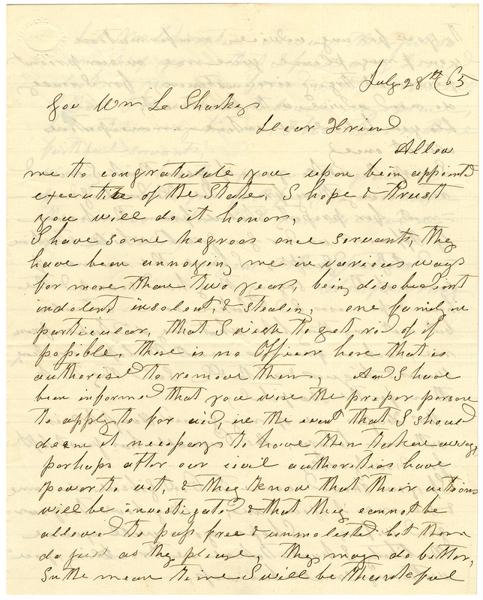 July 28th /65
Gov Wm L Sharkey
Dear Friend
Allow
me to congratulate you upon bein appointd
executive of the State, I hope & trust
you will do it honor,
I have some negroes once servant, they
have been annoying me in various ways
for more than two years, being disobedient
indolent insolent, & stealin, one family in
particular, that I wish to get rid of if
possible, there is no Officer here that is
authorised to remove them, And I have
been informed that you wire the proper person
to apply to for aid, in the event that I should
deem it necesary to have them taken away,
perhaps after our civil authorities have
power to act, & they know that their actions
will be investigatd & that they cannot be
allowed to pass free & unmolested but them
do just as they please, they may do better,
In the mean time I will be thankful